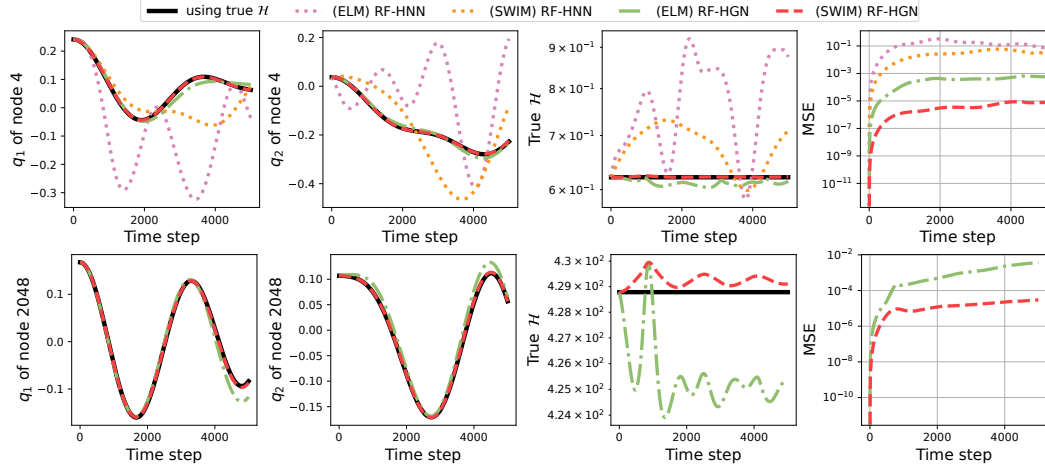 using true ℋ (ELM) RF-HNN (SWIM) RF-HNN (ELM) RF-HGN (SWIM) RF-HGN
q₁ of node 4
0.2
0.1
0.0
−0.1
−0.2
−0.3
0 2000 4000
Time step
q₂ of node 4
0.2
0.0
−0.2
−0.4
0 2000 4000
Time step
True ℋ
9 × 10⁻¹
8 × 10⁻¹
7 × 10⁻¹
6 × 10⁻¹
0 2000 4000
Time step
MSE
10⁻¹
10⁻³
10⁻⁵
10⁻⁷
10⁻⁹
10⁻¹¹
0 2000 4000
Time step
q₁ of node 2048
0.1
0.0
−0.1
0 2000 4000
Time step
q₂ of node 2048
0.10
0.05
0.00
−0.05
−0.10
−0.15
0 2000 4000
Time step
True ℋ
4.3 × 10²
4.29 × 10²
4.28 × 10²
4.27 × 10²
4.26 × 10²
4.25 × 10²
4.24 × 10²
0 2000 4000
Time step
MSE
10⁻²
10⁻⁴
10⁻⁶
10⁻⁸
10⁻¹⁰
0 2000 4000
Time step